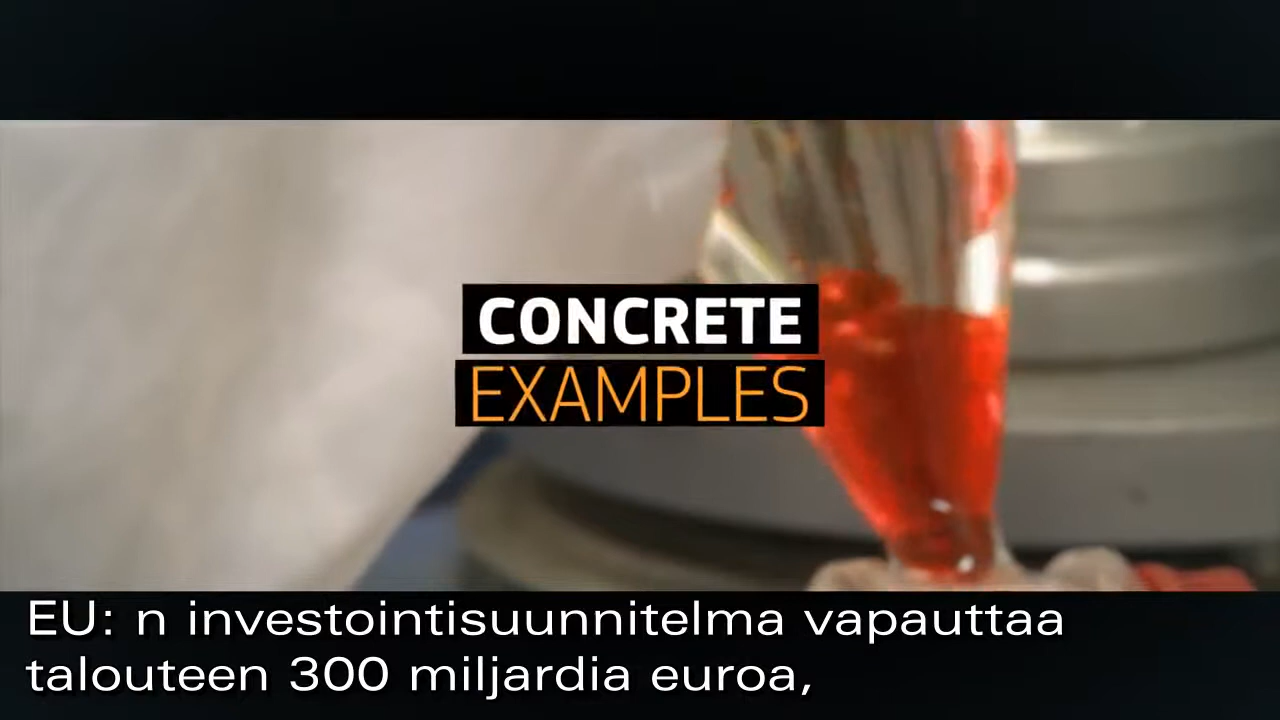 CONCRETE
EXAMPLES
EU: n investointisuunnitelma vapauttaa
talouteen 300 miljardia euroa,